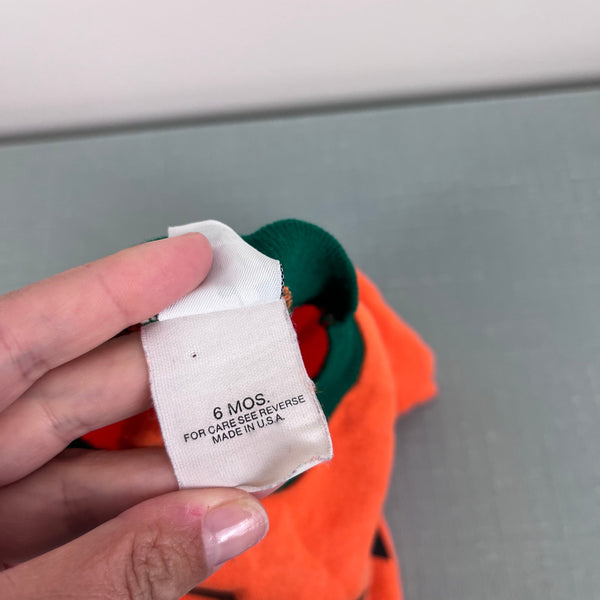 6 MOS.
FOR CARE SEE REVERSE
MADE IN U.S.A.